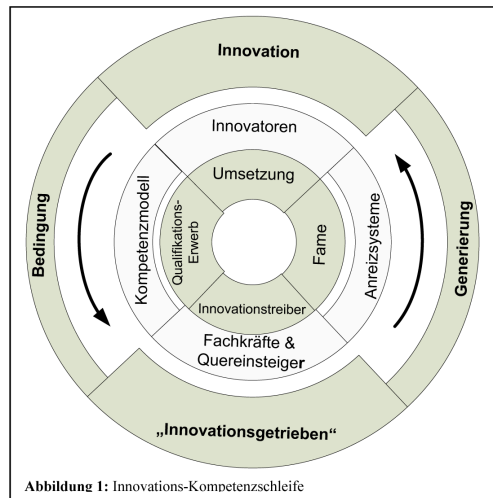 Innovation
Innovatoren
Umsetzung
Bedingung
Kompetenzmodell
Qualifikations-
Erwerb
Fame
Anreizsysteme
Generierung
Innovationstreiber
Fachkräfte &
Quereinsteiger
„Innovationsgetrieben“
Abbildung 1: Innovations-Kompetenzschleife